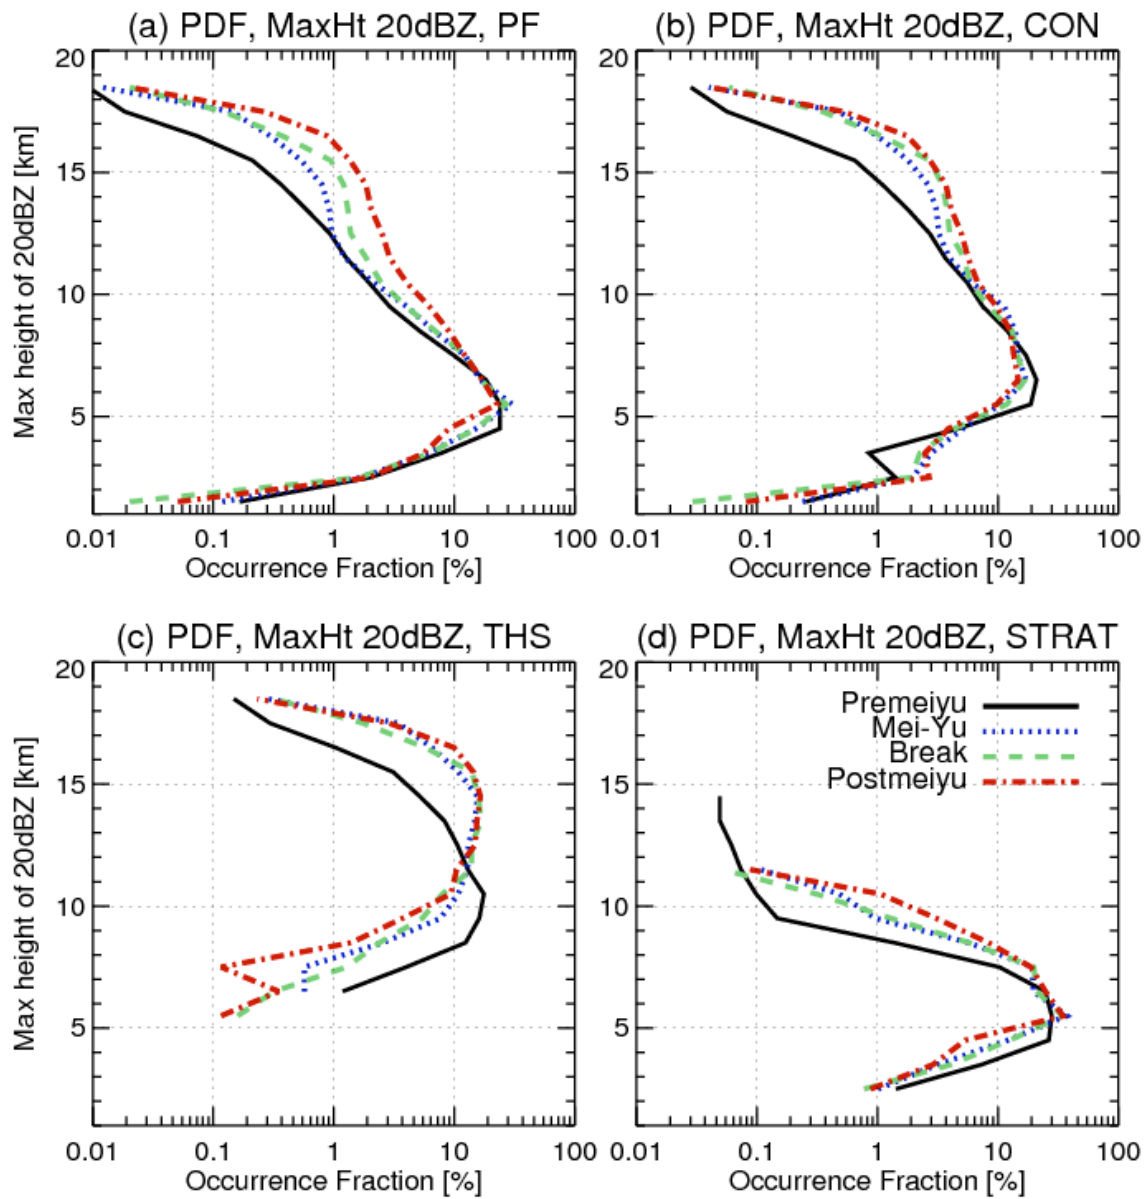 (a) PDF, MaxHt 20dBZ, PF
20
15
10
5
Max height of 20dBZ [km]
0.01 0.1 1 10 100
Occurrence Fraction [%]
(b) PDF, MaxHt 20dBZ, CON
20
15
10
5
0.01 0.1 1 10 100
Occurrence Fraction [%]
(c) PDF, MaxHt 20dBZ, THS
20
15
10
5
Max height of 20dBZ [km]
0.01 0.1 1 10 100
Occurrence Fraction [%]
(d) PDF, MaxHt 20dBZ, STRAT
20
15
10
5
Premeiyu
Mei-Yu
Break
Postmeiyu
0.01 0.1 1 10 100
Occurrence Fraction [%]